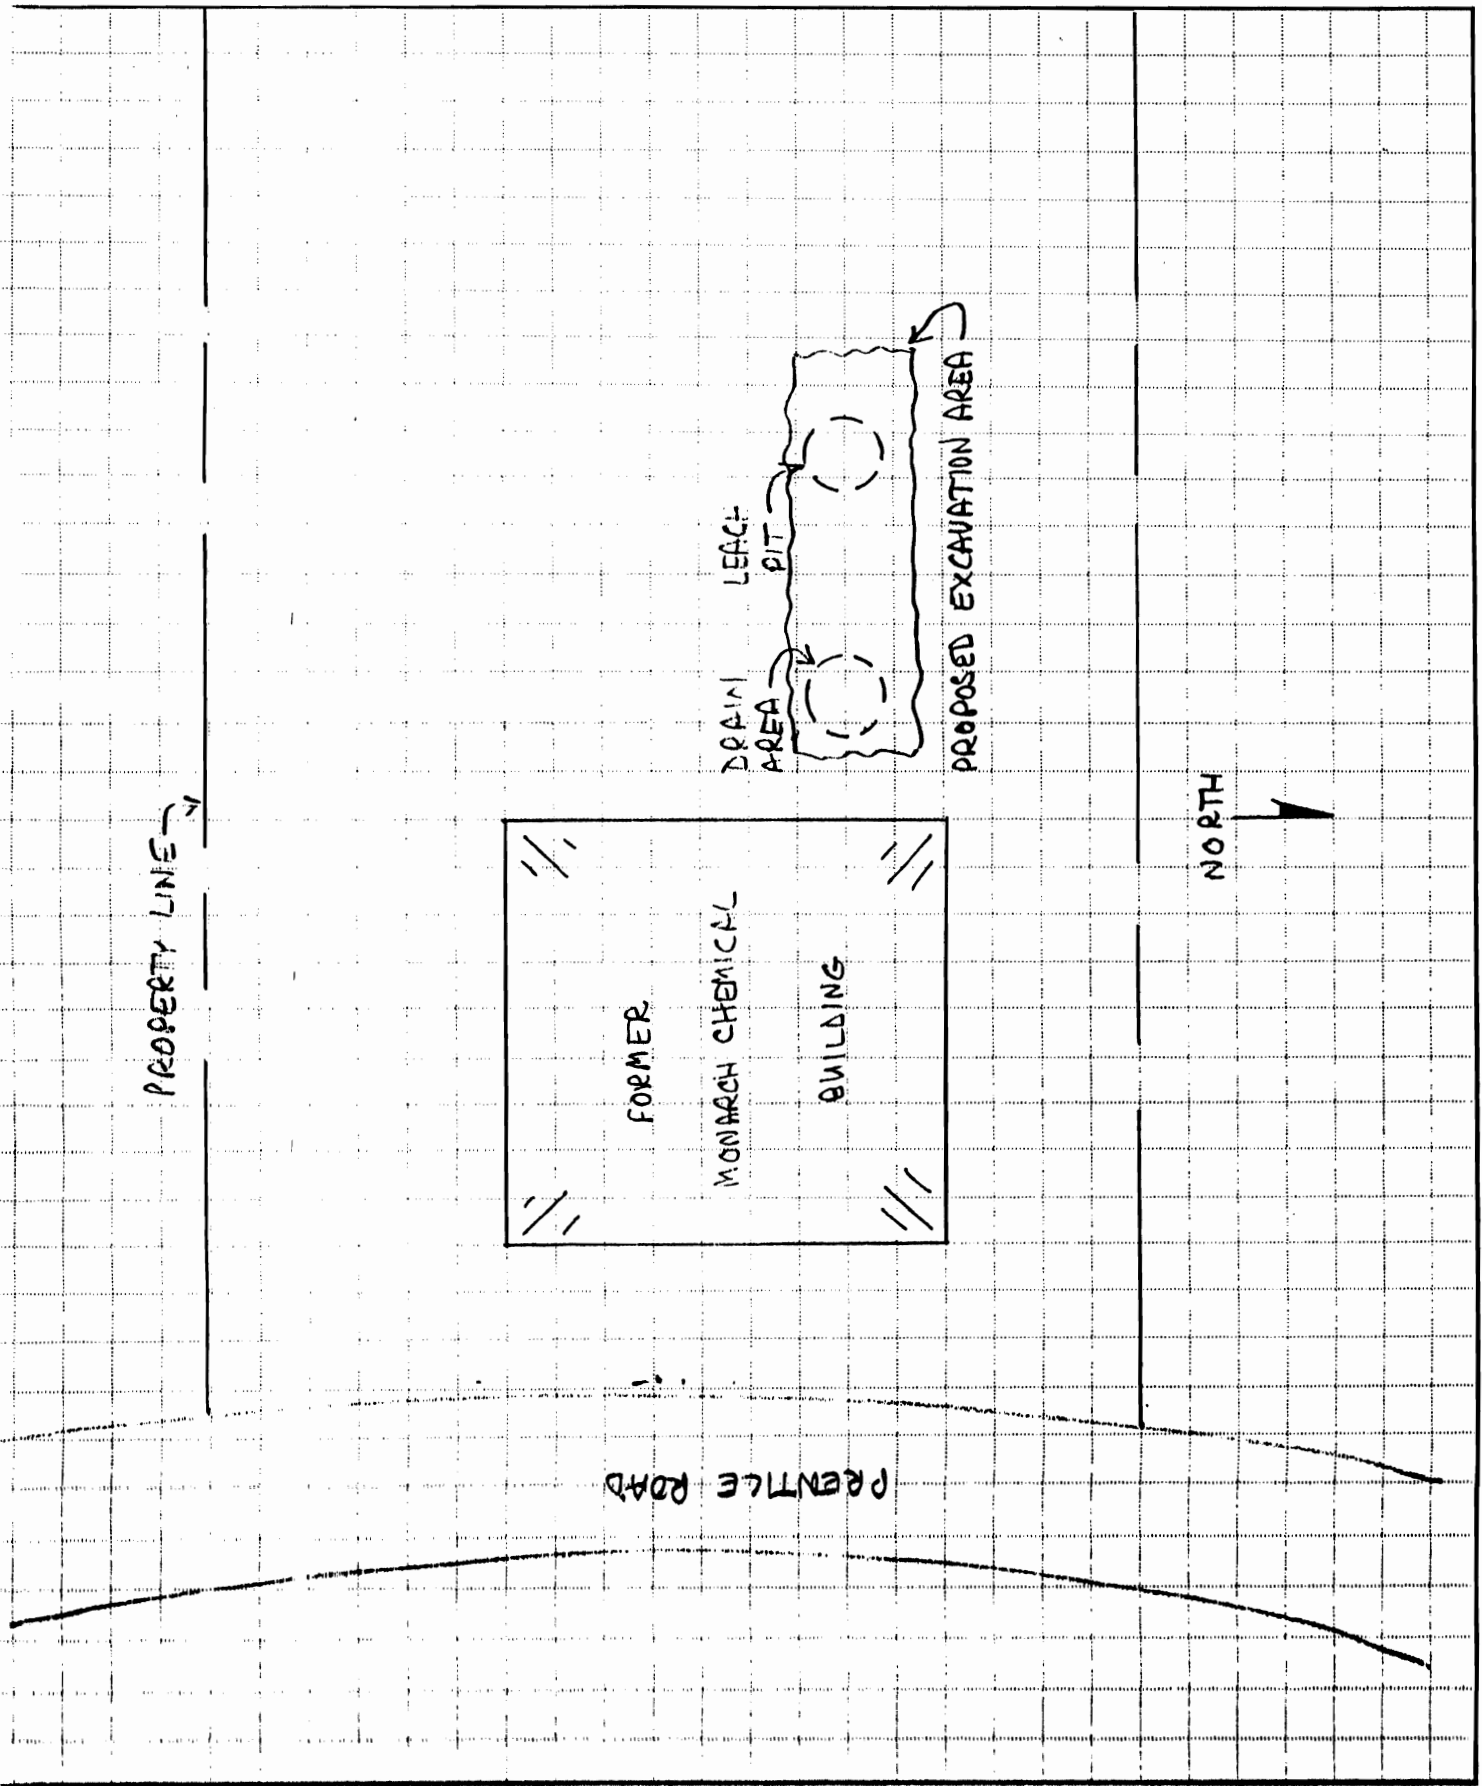 PROPERTY LINE
FORMER
MONARCH CHEMICAL
BUILDING
DRAIN
AREA
LEACH
PIT
PROPOSED EXCAVATION AREA
NORTH
PRENTICE ROAD